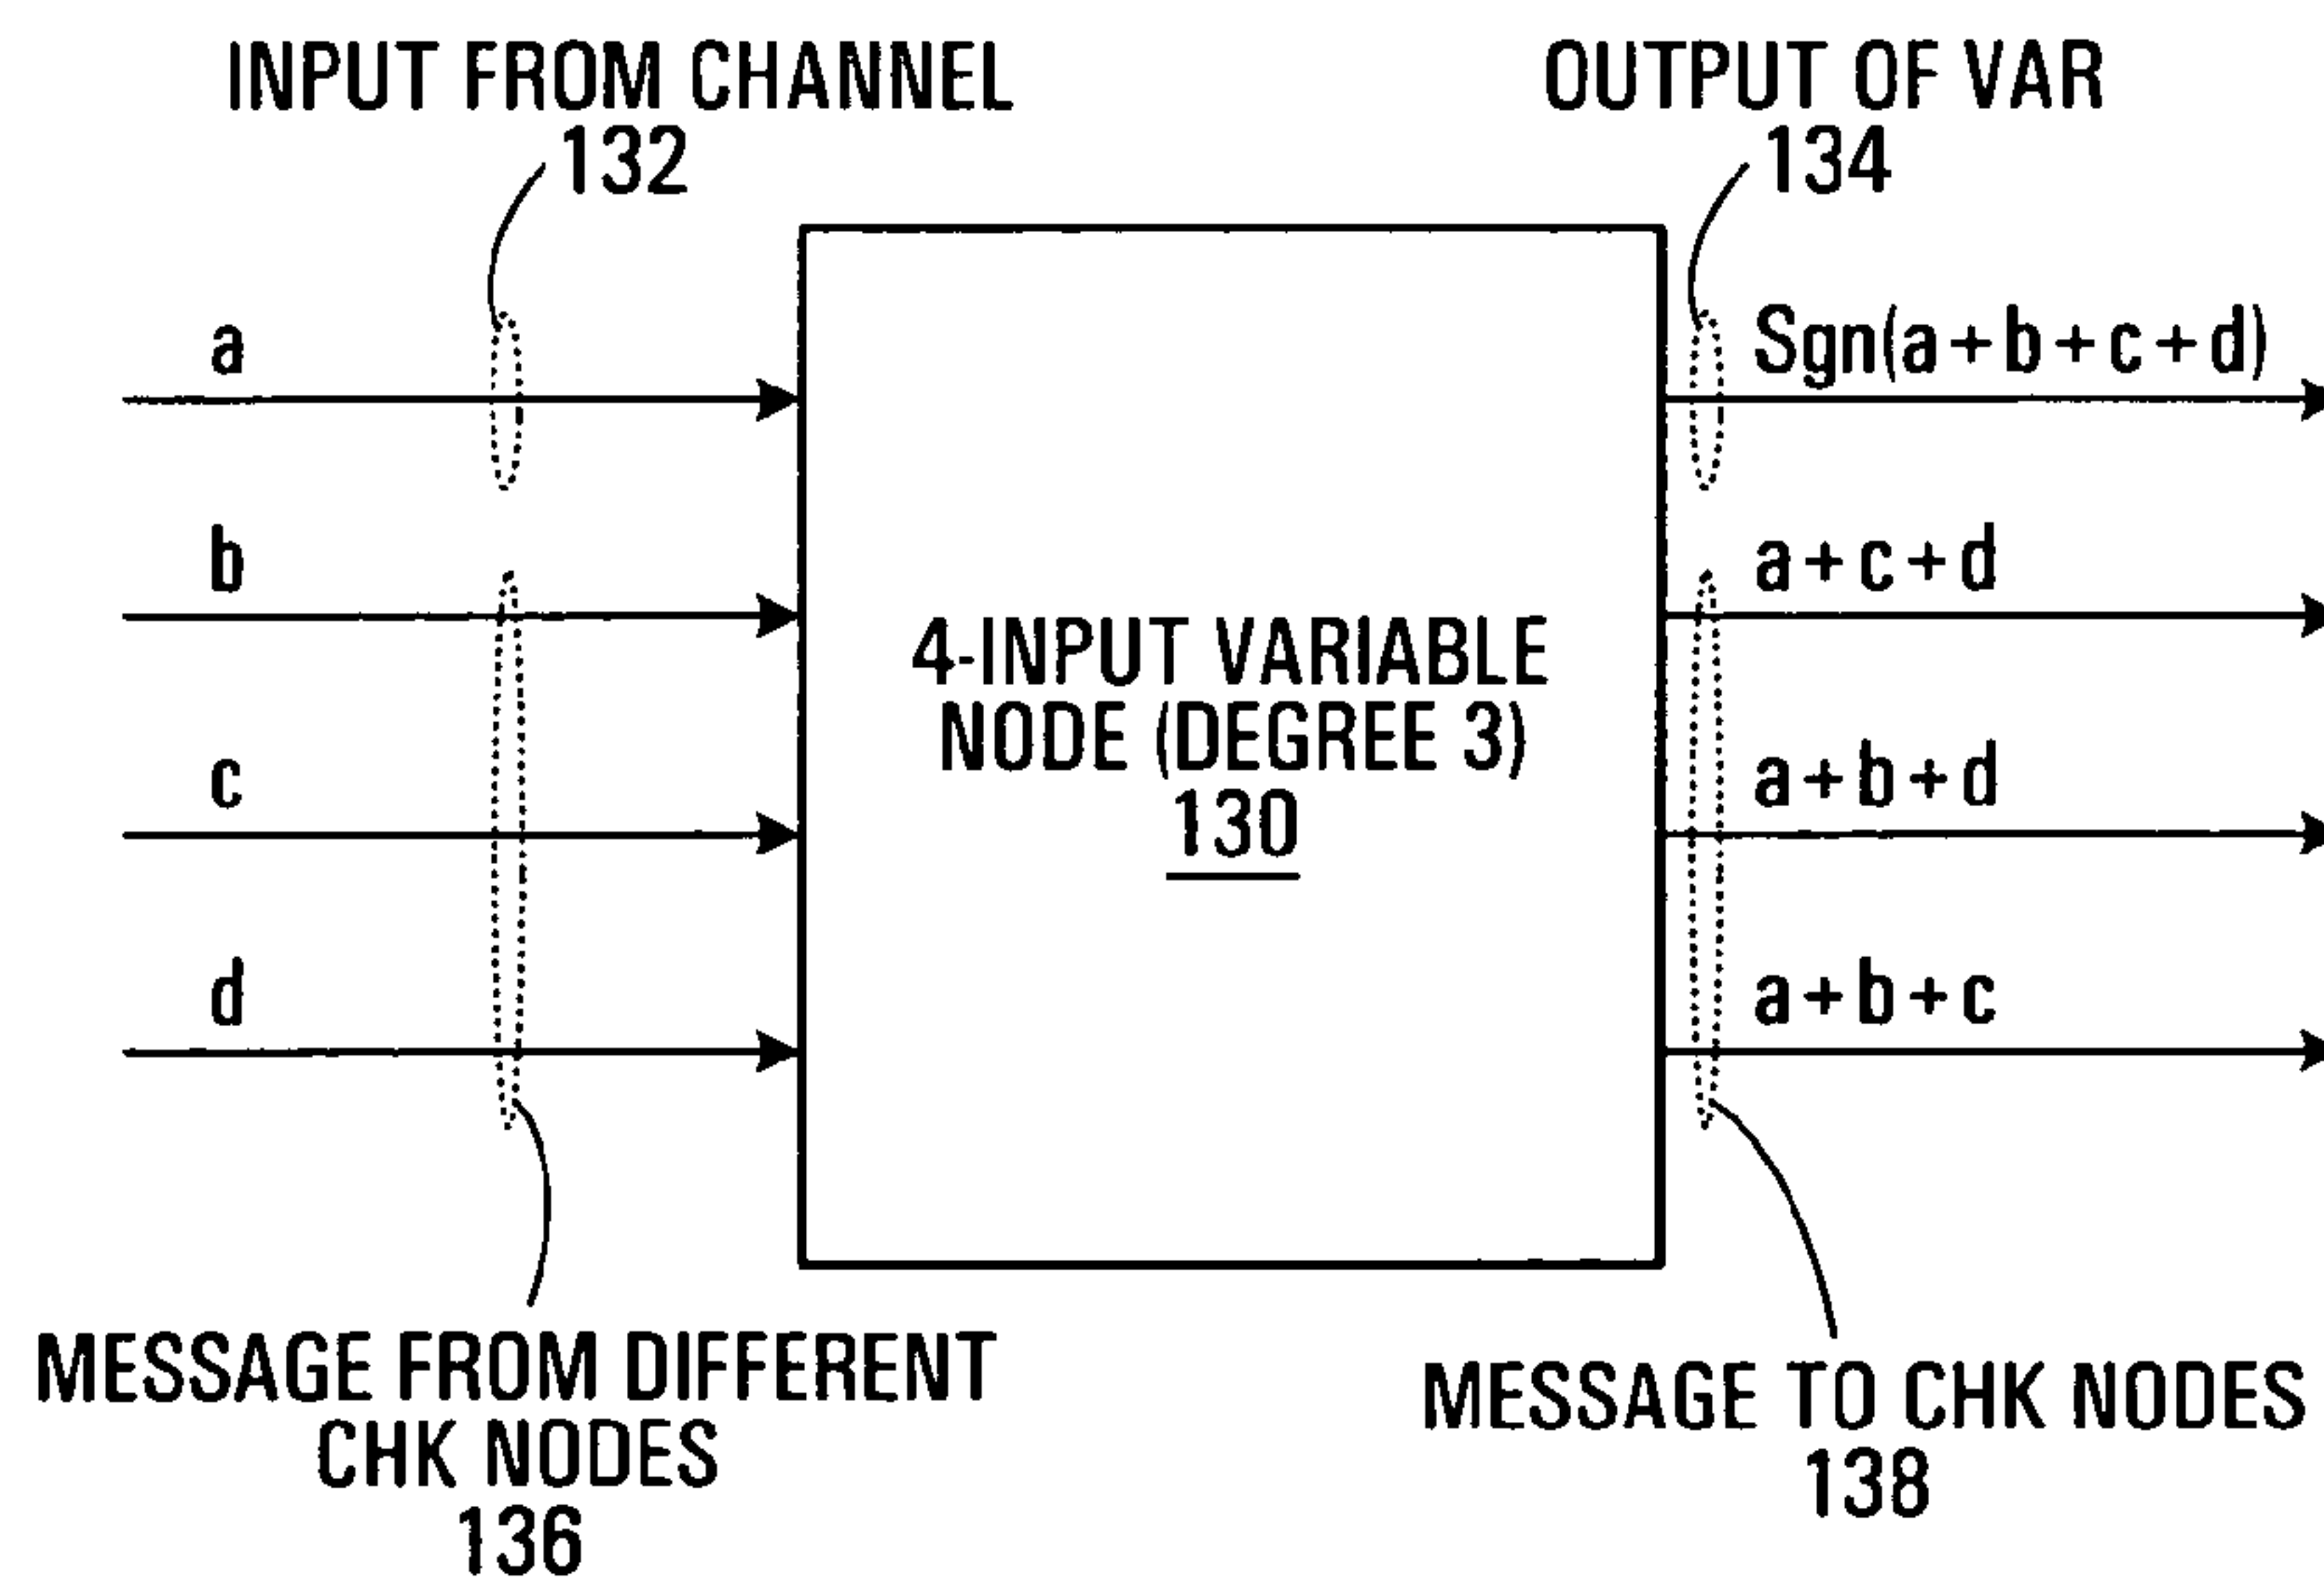 INPUT FROM CHANNEL
132
OUTPUT OF VAR
134
a
Sgn(a+b+c+d)
b
a+c+d
4-INPUT VARIABLE
NODE (DEGREE 3)
130
c
a+b+d
d
a+b+c
MESSAGE FROM DIFFERENT
CHK NODES
136
MESSAGE TO CHK NODES
138